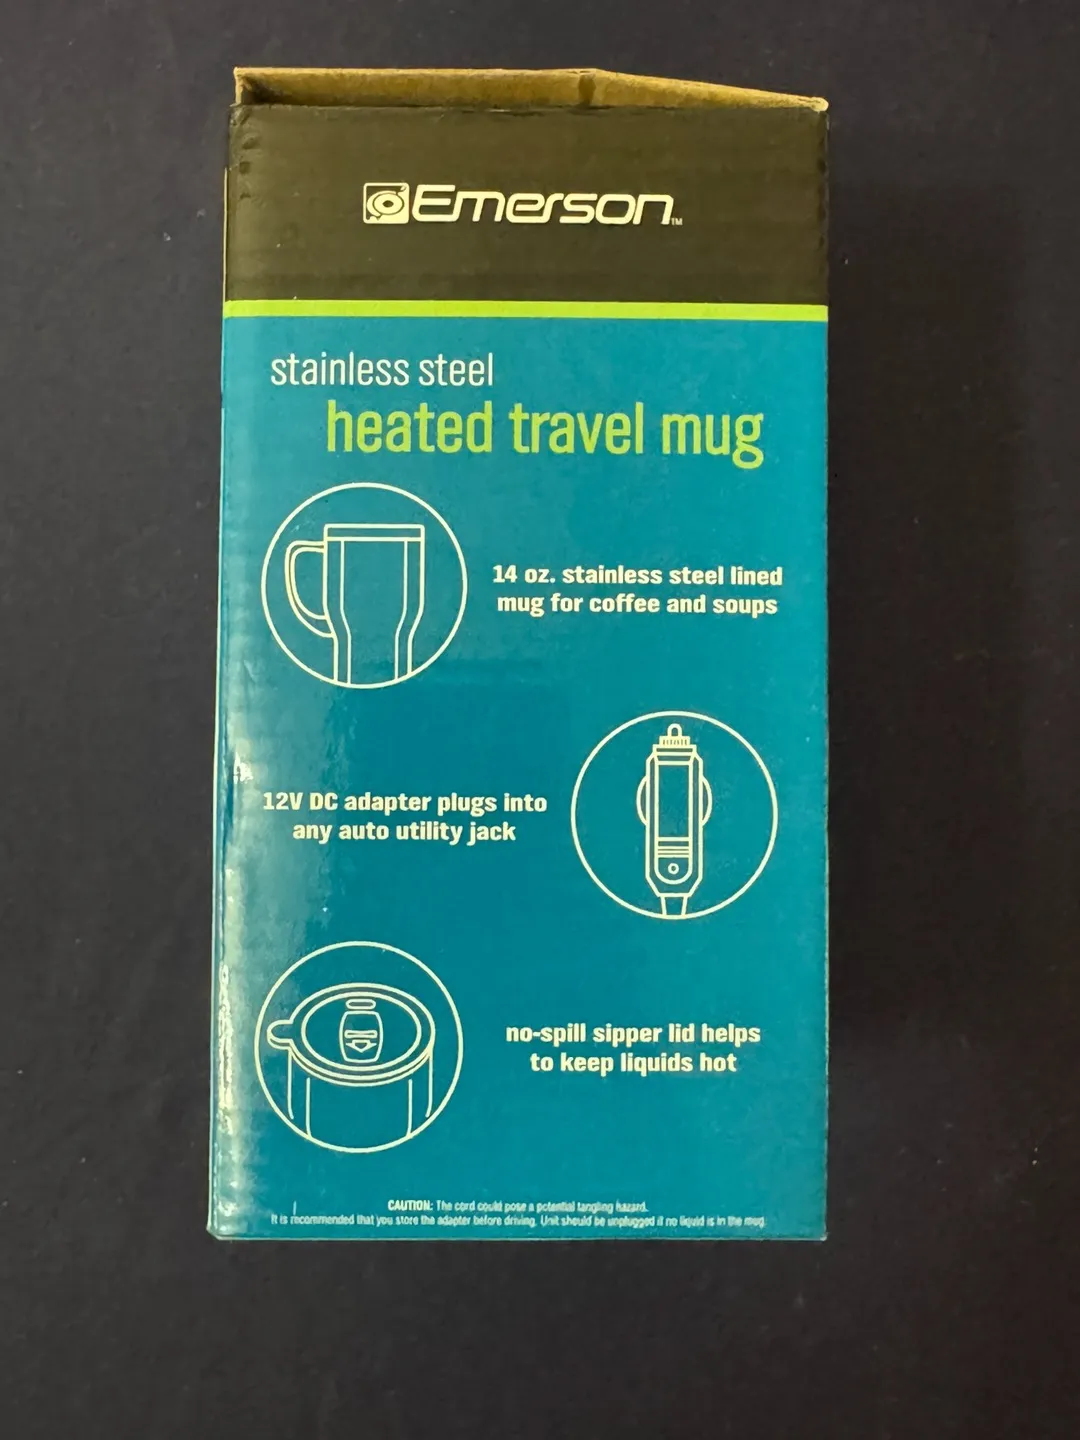 Emerson™
stainless steel
heated travel mug
14 oz. stainless steel lined
mug for coffee and soups
12V DC adapter plugs into
any auto utility jack
no-spill sipper lid helps
to keep liquids hot
CAUTION: The cord could pose a potential tangling hazard.
It is recommended that you store the adapter before driving. Unit should be unplugged if no liquid is in the mug.